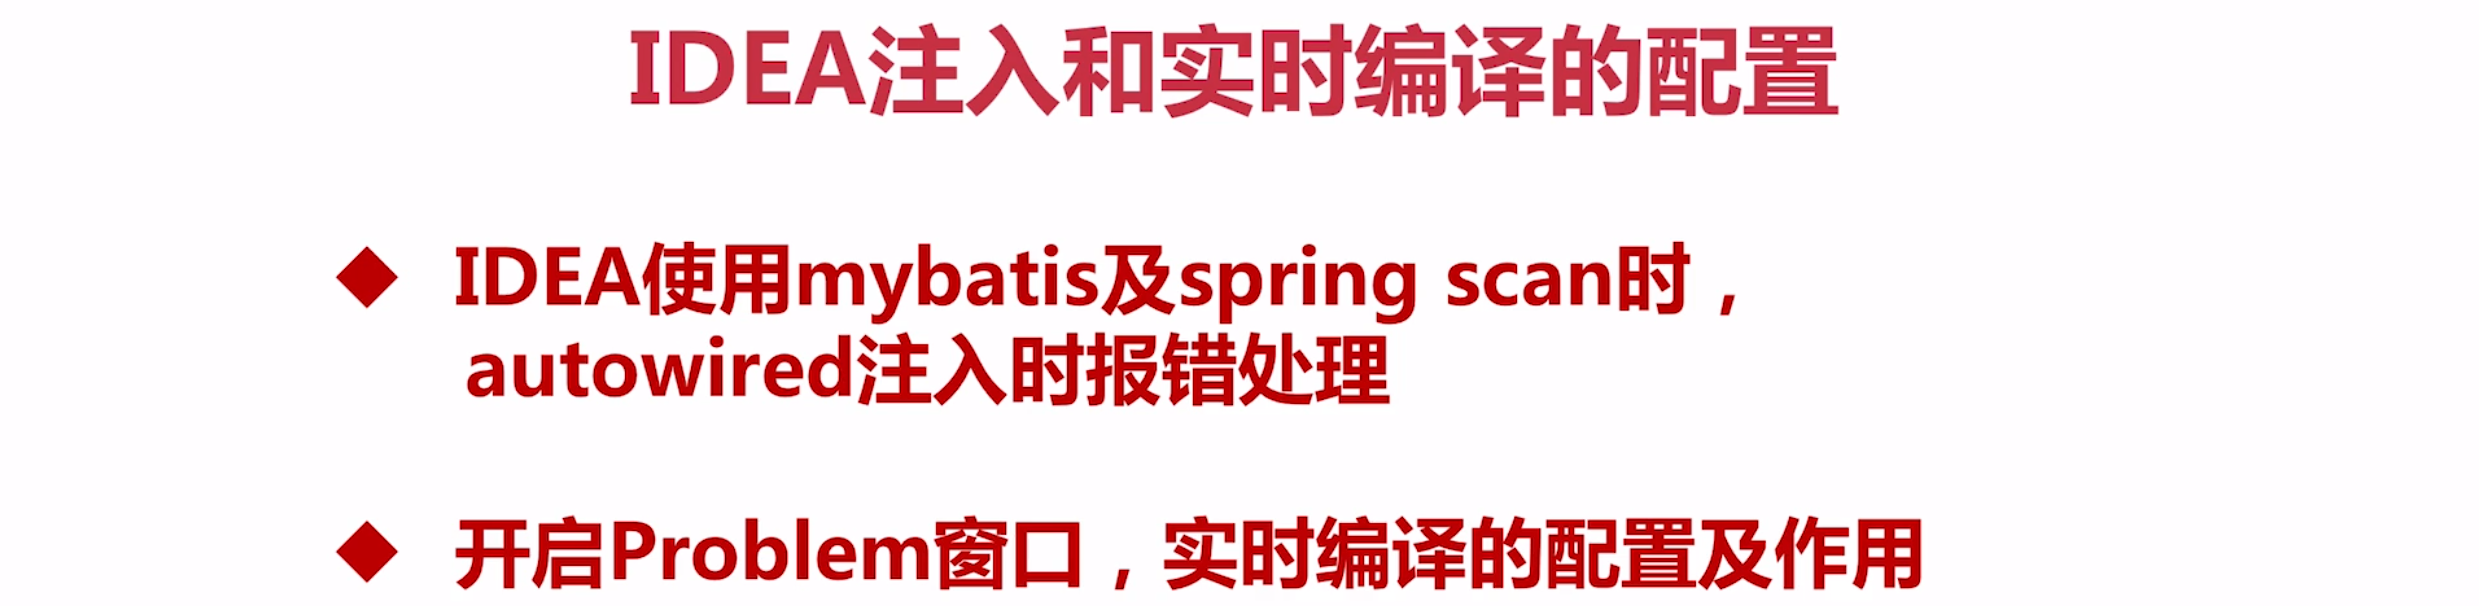 IDEA注入和实时编译的配置
IDEA使用mybatis及spring scan时，
autowired注入时报错处理
开启Problem窗口，实时编译的配置及作用